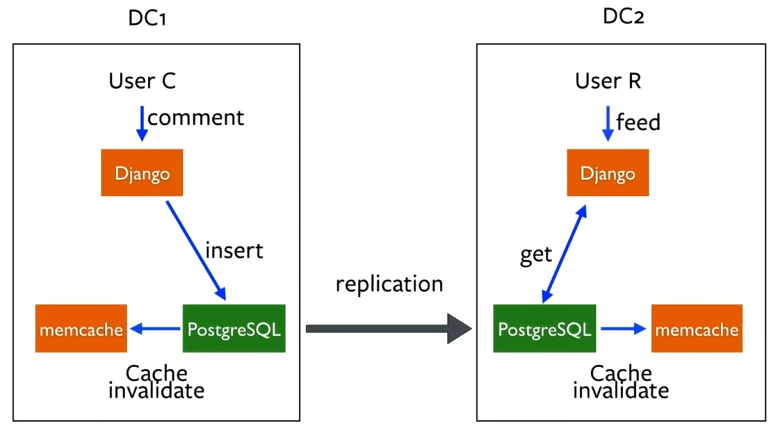 DC1
DC2
User C
User R
comment
feed
Django
Django
insert
get
replication
memcache
PostgreSQL
PostgreSQL
memcache
Cache
invalidate
Cache
invalidate